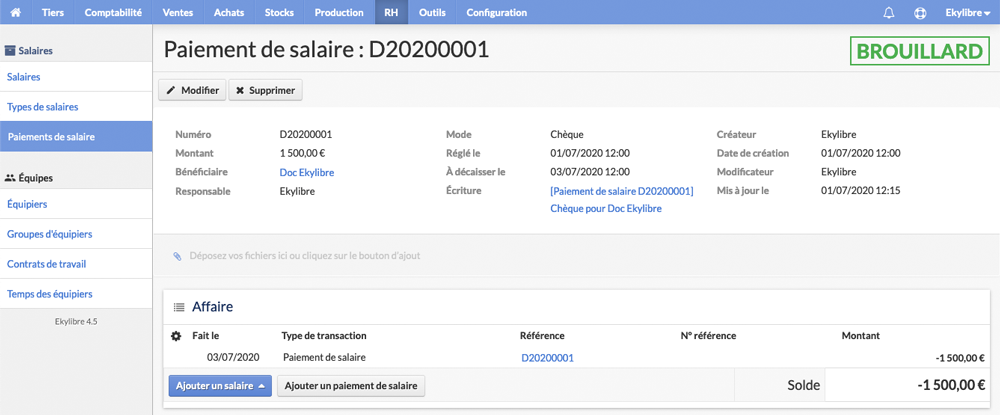 Tiers Comptabilité Ventes Achats Stocks Production RH Outils Configuration Ekylibre
Salaires
Salaires
Types de salaires
Paiements de salaire
Équipes
Équipiers
Groupes d'équipiers
Contrats de travail
Temps des équipiers
Ekylibre 4.5
Paiement de salaire : D20200001
BROUILLARD
Modifier Supprimer
Numéro D20200001 Mode Chèque Créateur Ekylibre
Montant 1 500,00 € Réglé le 01/07/2020 12:00 Date de création 01/07/2020 12:00
Bénéficiaire Doc Ekylibre À décaisser le 03/07/2020 12:00 Modificateur Ekylibre
Responsable Ekylibre Écriture [Paiement de salaire D20200001] Mis à jour le 01/07/2020 12:15
Chèque pour Doc Ekylibre
Déposez vos fichiers ici ou cliquez sur le bouton d'ajout
Affaire
Fait le Type de transaction Référence N° référence Montant
03/07/2020 Paiement de salaire D20200001 -1 500,00 €
Ajouter un salaire Ajouter un paiement de salaire Solde -1 500,00 €